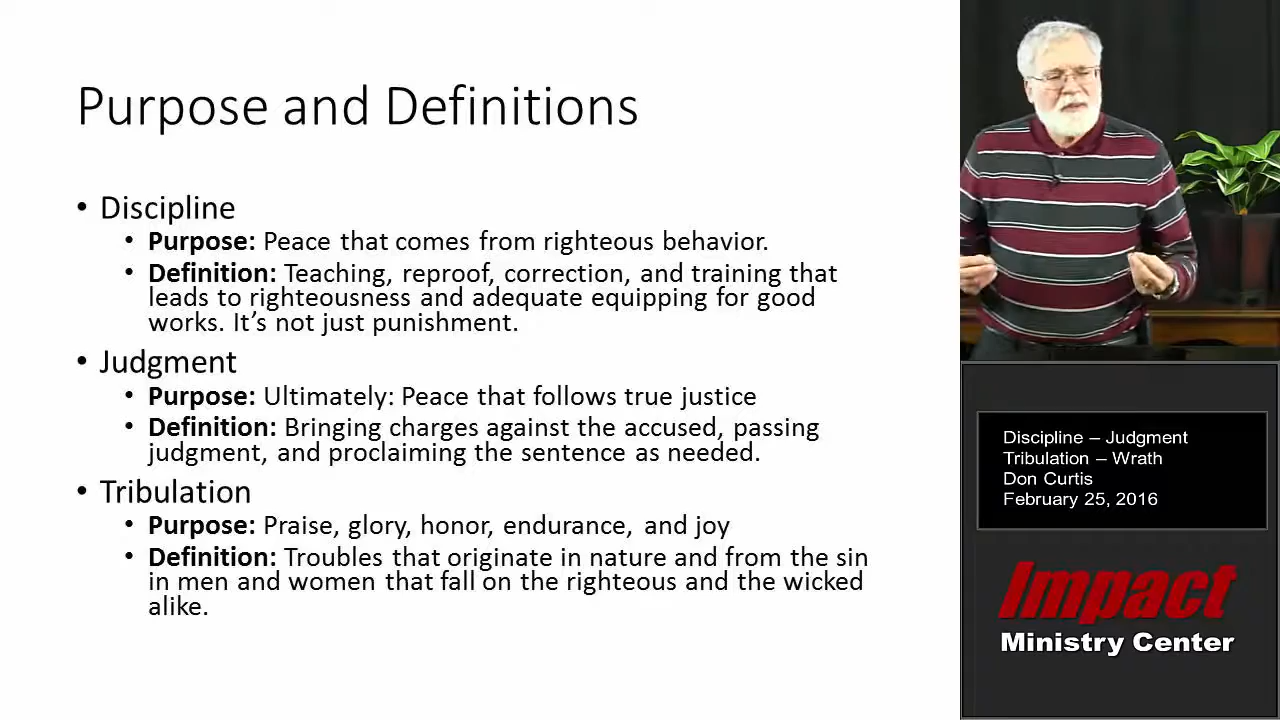 Purpose and Definitions
• Discipline
• Purpose: Peace that comes from righteous behavior.
• Definition: Teaching, reproof, correction, and training that
leads to righteousness and adequate equipping for good
works. It’s not just punishment.
• Judgment
• Purpose: Ultimately: Peace that follows true justice
• Definition: Bringing charges against the accused, passing
judgment, and proclaiming the sentence as needed.
• Tribulation
• Purpose: Praise, glory, honor, endurance, and joy
• Definition: Troubles that originate in nature and from the sin
in men and women that fall on the righteous and the wicked
alike.
Discipline – Judgment
Tribulation – Wrath
Don Curtis
February 25, 2016
Impact
Ministry Center